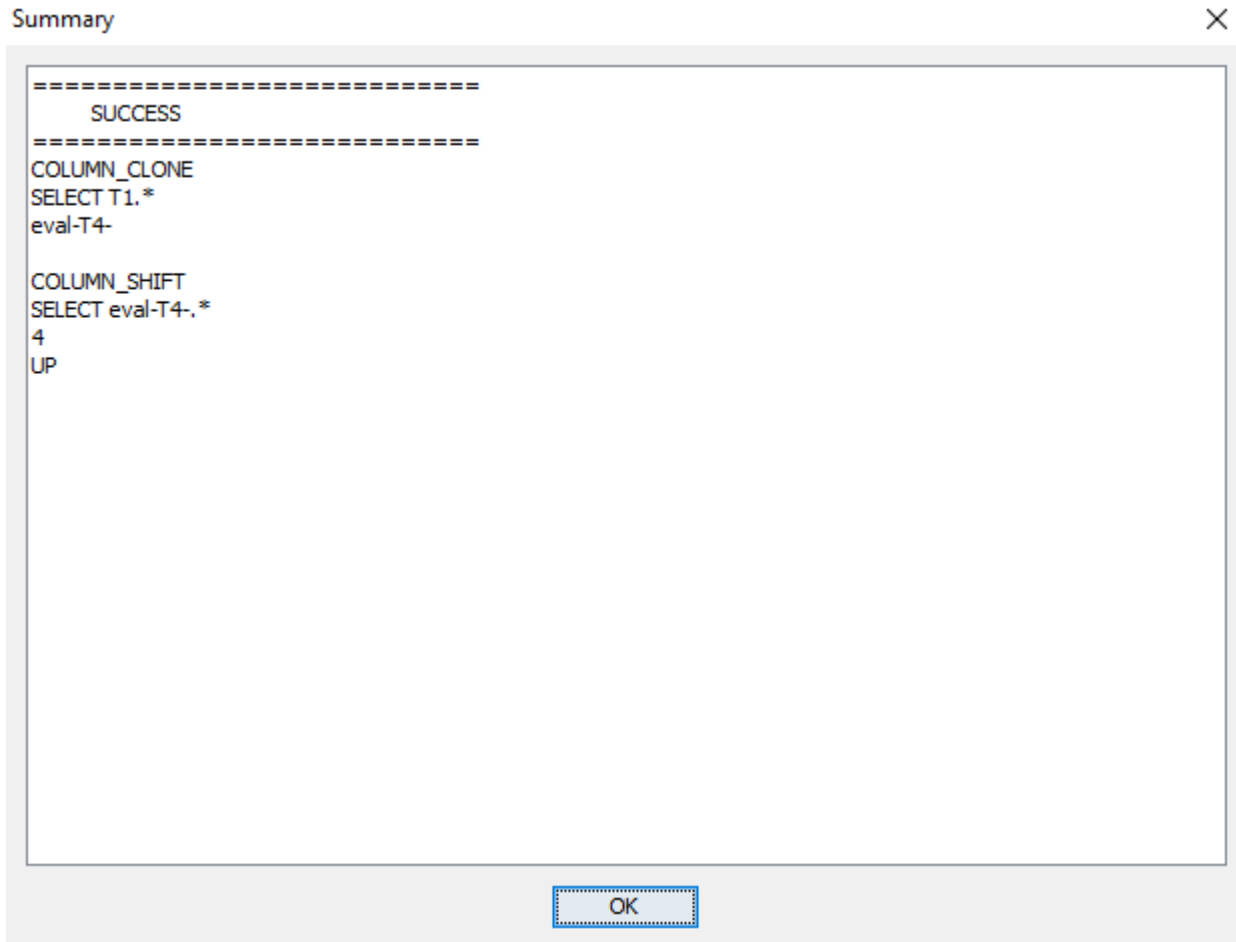 Summary
============================
SUCCESS
============================
COLUMN_CLONE
SELECT T1.*
eval-T4-
COLUMN_SHIFT
SELECT eval-T4-.*
4
UP
OK